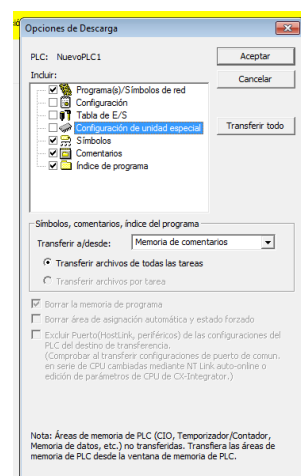 Opciones de Descarga
PLC: NuevoPLC1
Aceptar
Incluir:
Cancelar
Programa(s)/Símbolos de red
Configuración
Tabla de E/S
Configuración de unidad especial
Transferir todo
Símbolos
Comentarios
Índice de programa
Símbolos, comentarios, índice del programa
Transferir a/desde: Memoria de comentarios
Transferir archivos de todas las tareas
Transferir archivos por tarea
Borrar la memoria de programa
Borrar área de asignación automática y estado forzado
Excluir Puerto(HostLink, periféricos) de las configuraciones del
PLC del destino de transferencia.
(Comprobar al transferir configuraciones de puerto de comun.
en serie de CPU cambiadas mediante NT Link auto-online o
edición de parámetros de CPU de CX-Integrator.)
Nota: Áreas de memoria de PLC (CIO, Temporizador/Contador,
Memoria de datos, etc.) no transferidas. Transfiera las áreas de
memoria de PLC desde la ventana de memoria de PLC.